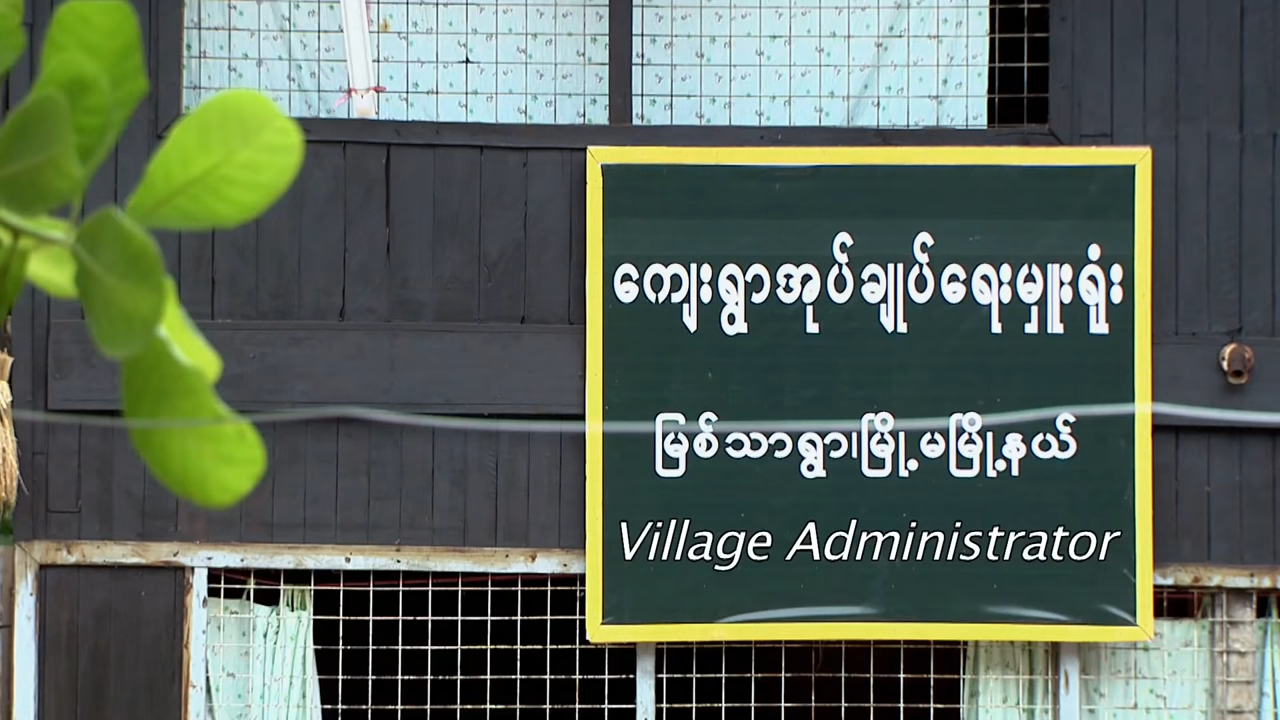 ကျေးရွာအုပ်ချုပ်ရေးမှူးရုံး
မြစ်သာရွာ၊မြို့မမြို့နယ်
Village Administrator